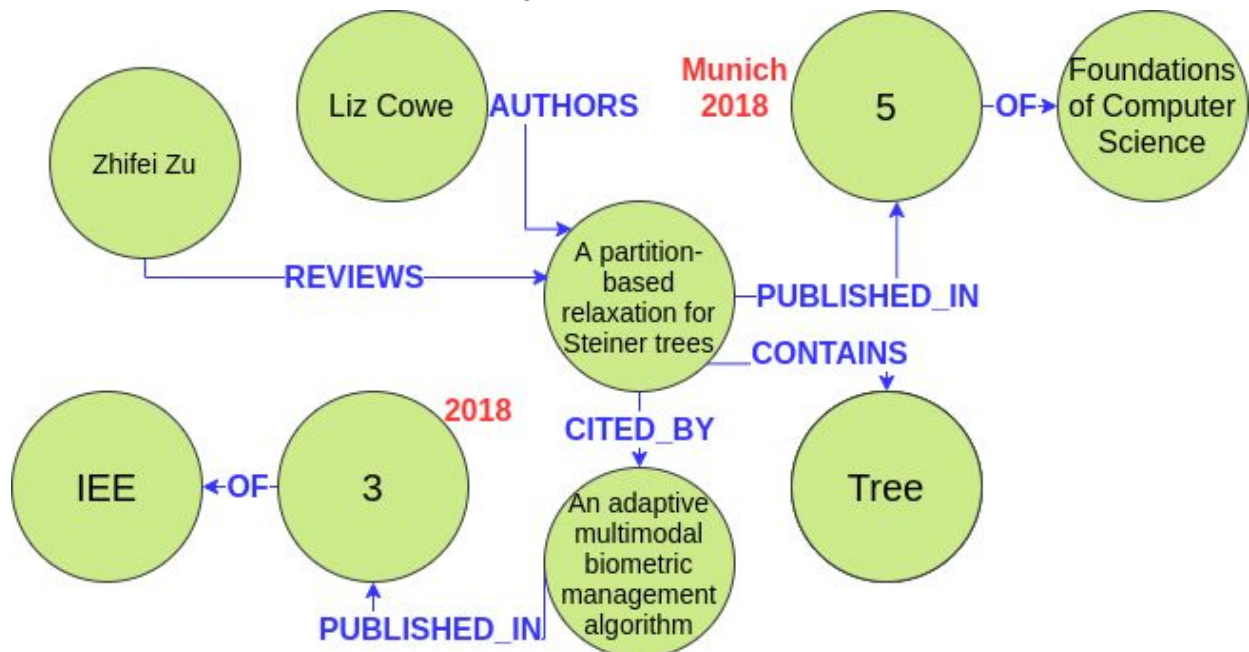 Zhifei Zu
Liz Cowe
AUTHORS
Munich
2018
5
OF
Foundations
of Computer
Science
REVIEWS
A partition-
based
relaxation for
Steiner trees
PUBLISHED_IN
CONTAINS
Tree
CITED_BY
IEE
OF
3
2018
An adaptive
multimodal
biometric
management
algorithm
PUBLISHED_IN